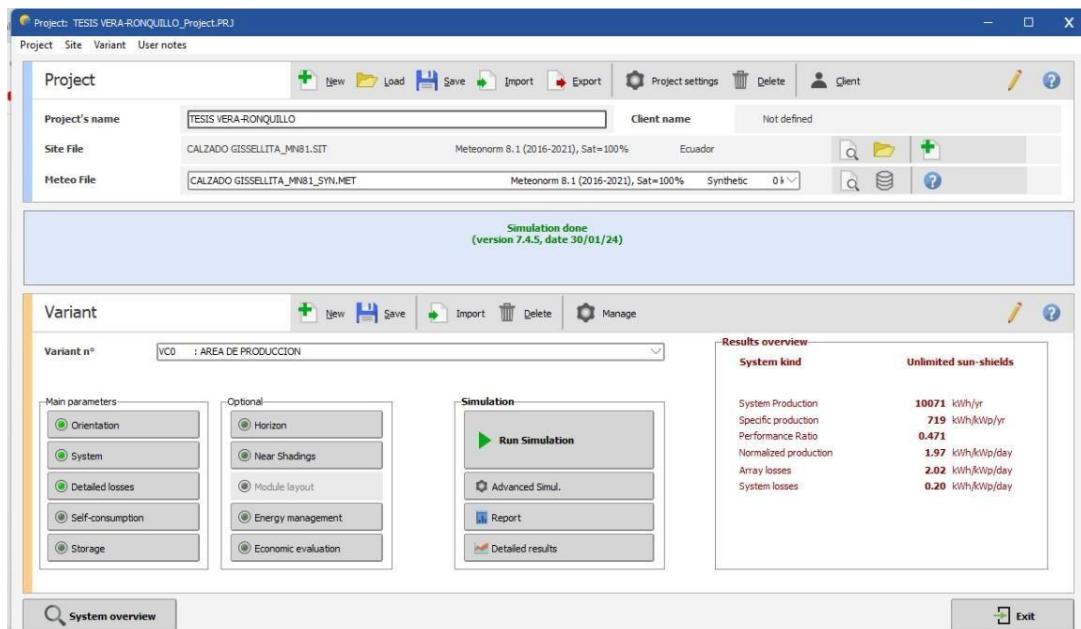 Project: TESIS VERA-RONQUILLO_Project.PRJ
Project Site Variant User notes
Project New Load Save Import Export Project settings Delete Client
Project's name TESIS VERA-RONQUILLO Client name Not defined
Site File CALZADO GISSELLITA_MN81.SIT Meteonorm 8.1 (2016-2021), Sat=100% Ecuador
Meteo File CALZADO GISSELLITA_MN81_SYN.MET Meteonorm 8.1 (2016-2021), Sat=100% Synthetic 0 k
Simulation done
(version 7.4.5, date 30/01/24)
Variant New Save Import Delete Manage
Variant n° VC0 : AREA DE PRODUCCION
Results overview
System kind Unlimited sun-shields
System Production 10071 kWh/yr
Specific production 719 kWh/kWp/yr
Performance Ratio 0.471
Normalized production 1.97 kWh/kWp/day
Array losses 2.02 kWh/kWp/day
System losses 0.20 kWh/kWp/day
Main parameters
Orientation
System
Detailed losses
Self-consumption
Storage
Optional
Horizon
Near Shadings
Module layout
Energy management
Economic evaluation
Simulation
Run Simulation
Advanced Simul.
Report
Detailed results
System overview
Exit